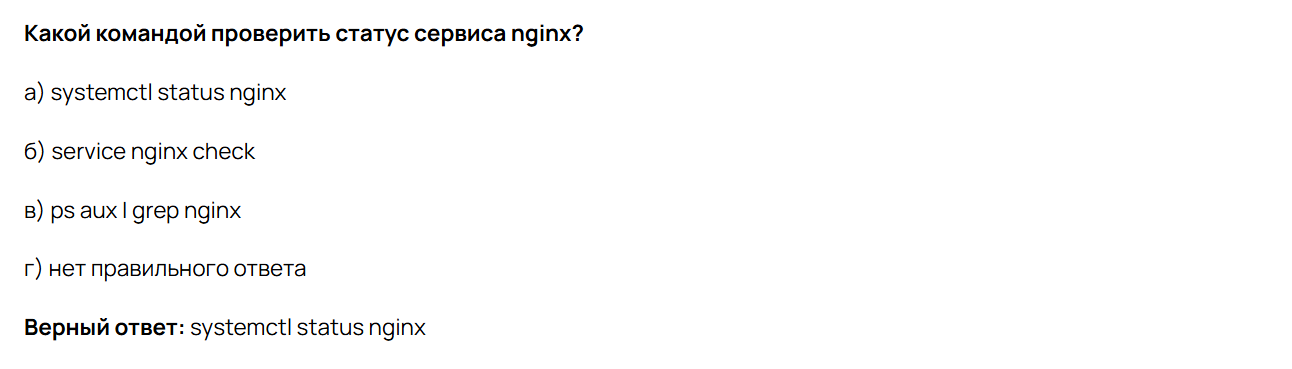 Какой командой проверить статус сервиса nginx?
а) systemctl status nginx
б) service nginx check
в) ps aux | grep nginx
г) нет правильного ответа
Верный ответ: systemctl status nginx